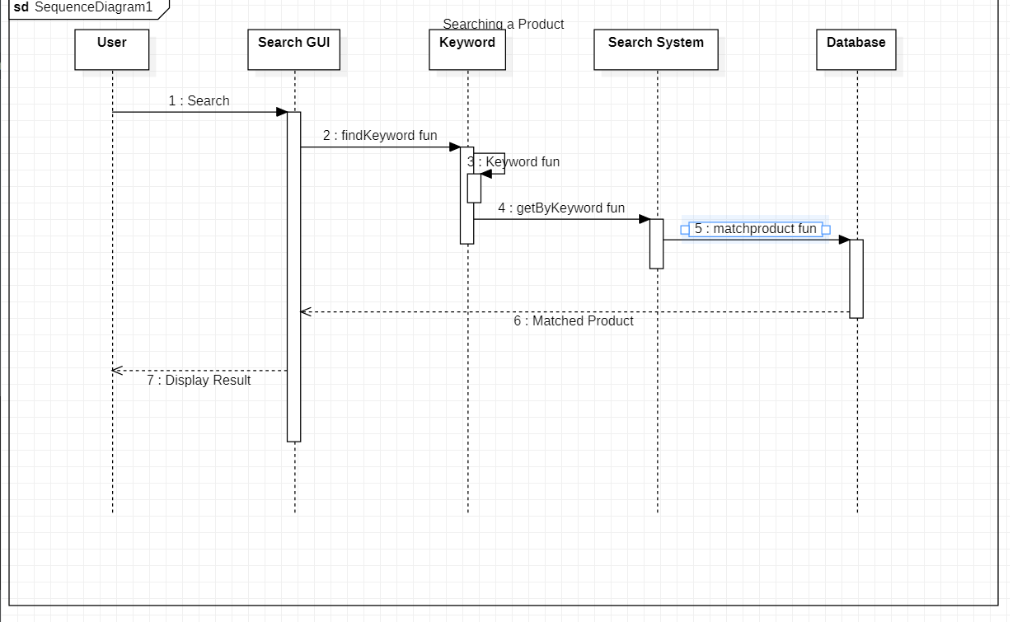 sd SequenceDiagram1
Searching a Product
User
Search GUI
Keyword
Search System
Database
1 : Search
2 : findKeyword fun
3 : Keyword fun
4 : getByKeyword fun
5 : matchproduct fun
6 : Matched Product
7 : Display Result